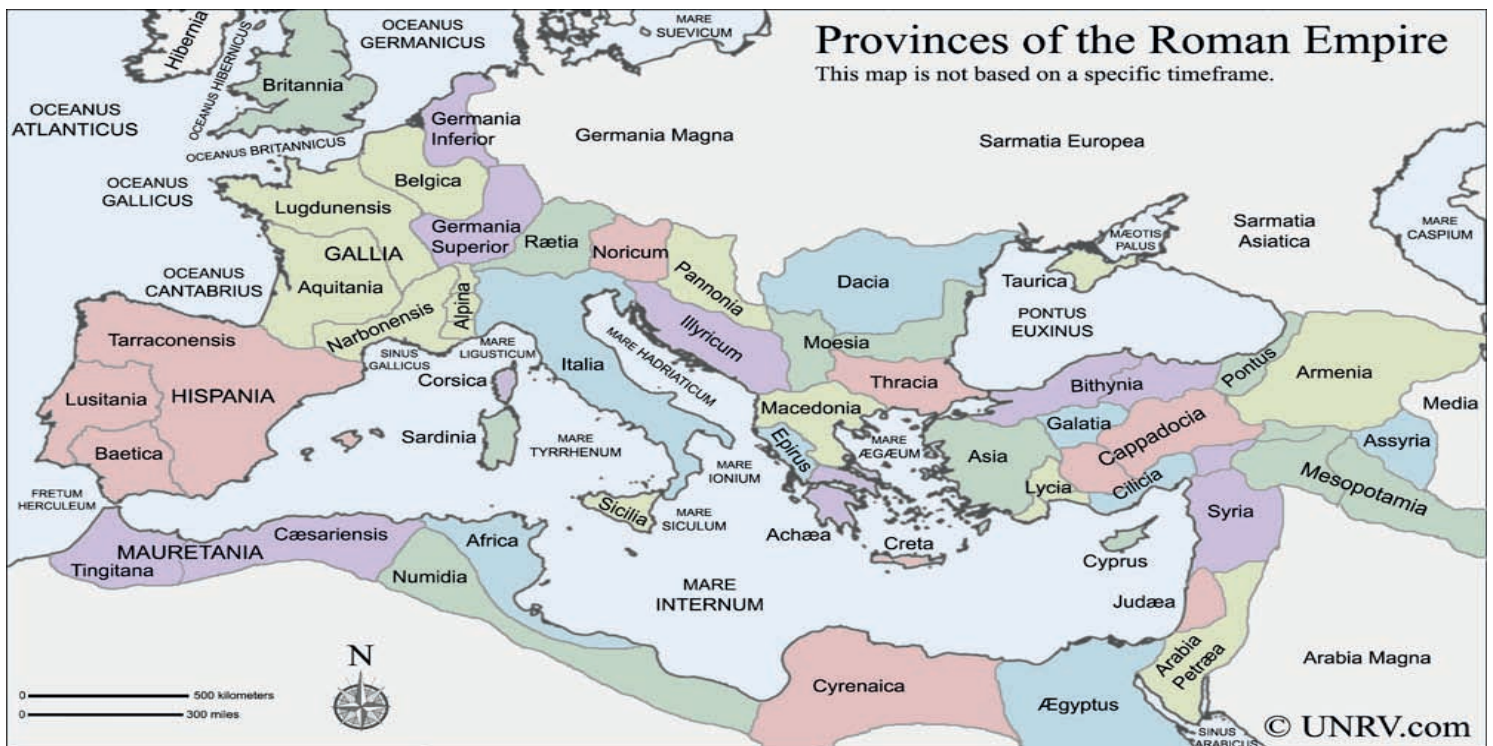 Provinces of the Roman Empire
This map is not based on a specific timeframe.
Hibernia
OCEANUS HIBERNICUS
Britannia
OCEANUS
GERMANICUS
MARE
SUEVICUM
OCEANUS
ATLANTICUS
OCEANUS BRITANNICUS
Germania
Inferior
Germania Magna
Sarmatia Europea
OCEANUS
GALLICUS
Belgica
Lugdunensis
Germania
Superior
Rætia
Noricum
Pannonia
GALLIA
Aquitania
Narbonensis
Alpina
OCEANUS
CANTABRIUS
Dacia
Taurica
MÆOTIS
PALUS
Sarmatia
Asiatica
MARE
CASPIUM
PONTUS
EUXINUS
Tarraconensis
Lusitania
HISPANIA
Baetica
SINUS
GALLICUS
MARE
LIGUSTICUM
Corsica
Sardinia
Italia
MARE HADRIATICUM
Illyricum
Moesia
Thracia
Macedonia
Epirus
MARE
ÆGÆUM
Bithynia
Pontus
Armenia
Media
Galatia
Cappadocia
Assyria
Asia
Lycia
Cilicia
Mesopotamia
Syria
MARE
TYRRHENUM
MARE
IONIUM
Sicilia
MARE
SICULUM
Achæa
Creta
Cyprus
FRETUM
HERCULEUM
MAURETANIA
Tingitana
Cæsariensis
Numidia
Africa
MARE
INTERNUM
Judæa
Arabia
Petræa
Arabia Magna
Cyrenaica
Ægyptus
SINUS
ARABICUS
N
0 500 kilometers
0 300 miles
© UNRV.com